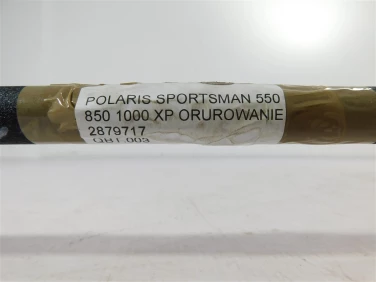 POLARIS SPORTSMAN 550
850 1000 XP ORUROWANIE
2879717